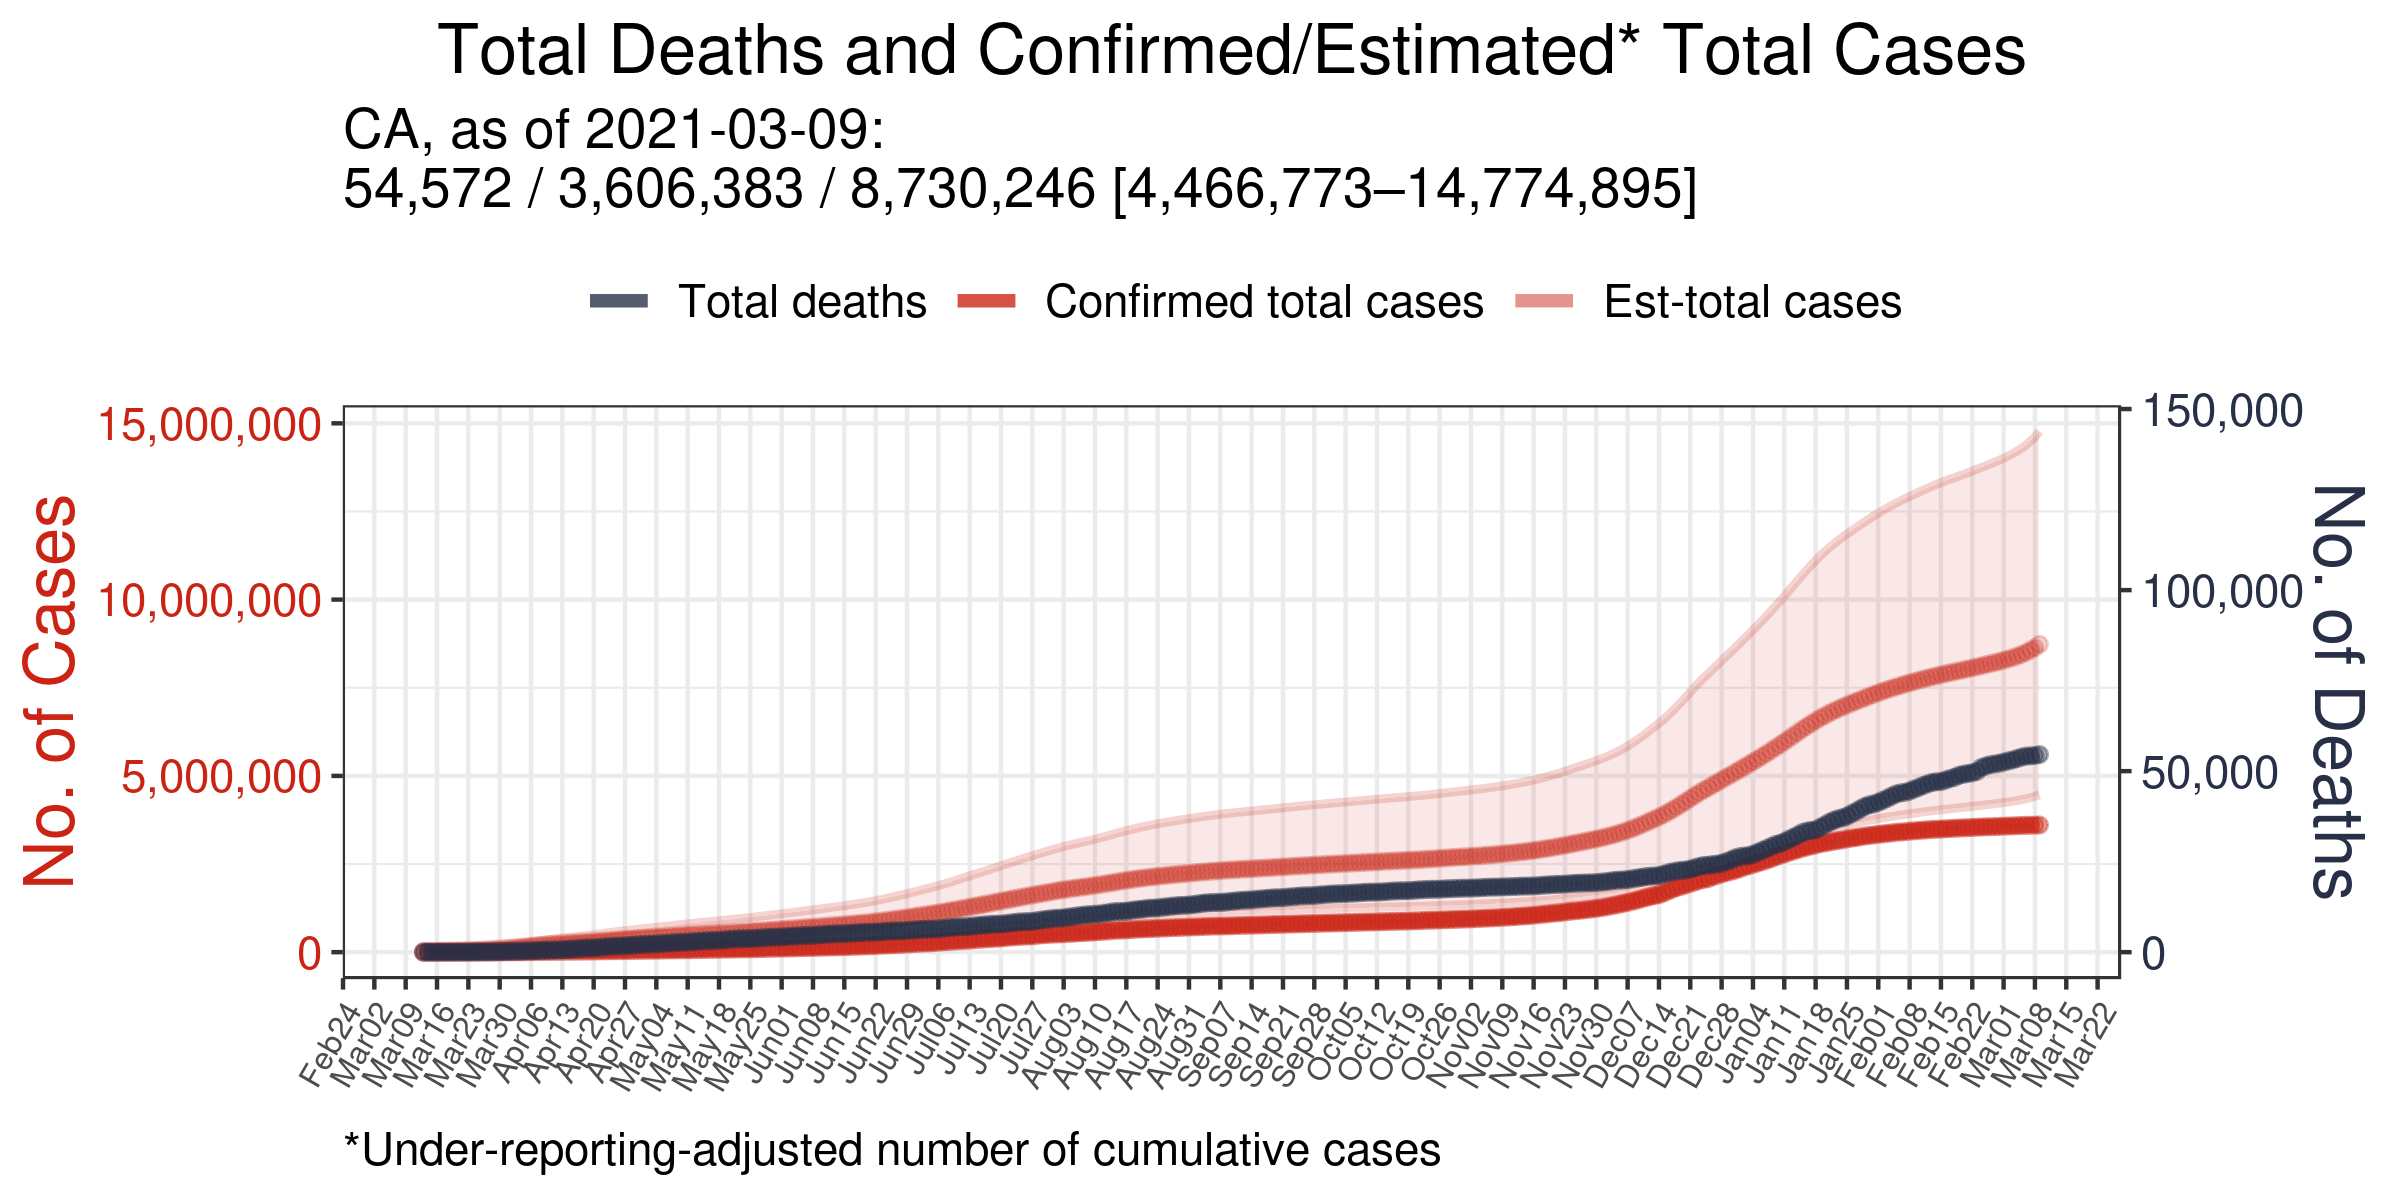 Total Deaths and Confirmed/Estimated* Total Cases
CA, as of 2021-03-09:
54,572 / 3,606,383 / 8,730,246 [4,466,773–14,774,895]
Total deaths
Confirmed total cases
Est-total cases
No. of Cases
15,000,000
10,000,000
5,000,000
0
150,000
100,000
50,000
0
No. of Deaths
Feb24
Mar02
Mar09
Mar16
Mar23
Mar30
Apr06
Apr13
Apr20
Apr27
May04
May11
May18
May25
Jun01
Jun08
Jun15
Jun22
Jun29
Jul06
Jul13
Jul20
Jul27
Aug03
Aug10
Aug17
Aug24
Aug31
Sep07
Sep14
Sep21
Sep28
Oct05
Oct12
Oct19
Oct26
Nov02
Nov09
Nov16
Nov23
Nov30
Dec07
Dec14
Dec21
Dec28
Jan04
Jan11
Jan18
Jan25
Feb01
Feb08
Feb15
Feb22
Mar01
Mar08
Mar15
Mar22
*Under-reporting-adjusted number of cumulative cases